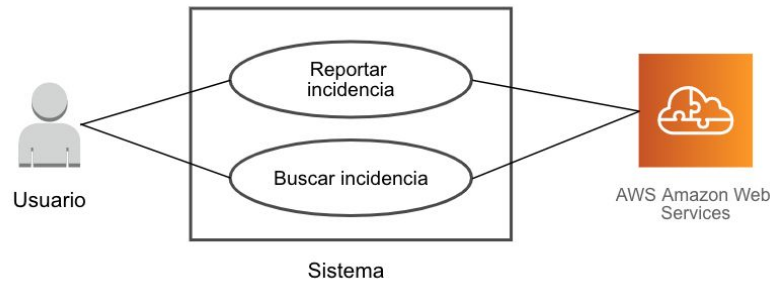 Reportar
incidencia
Buscar incidencia
Usuario
AWS Amazon Web
Services
Sistema